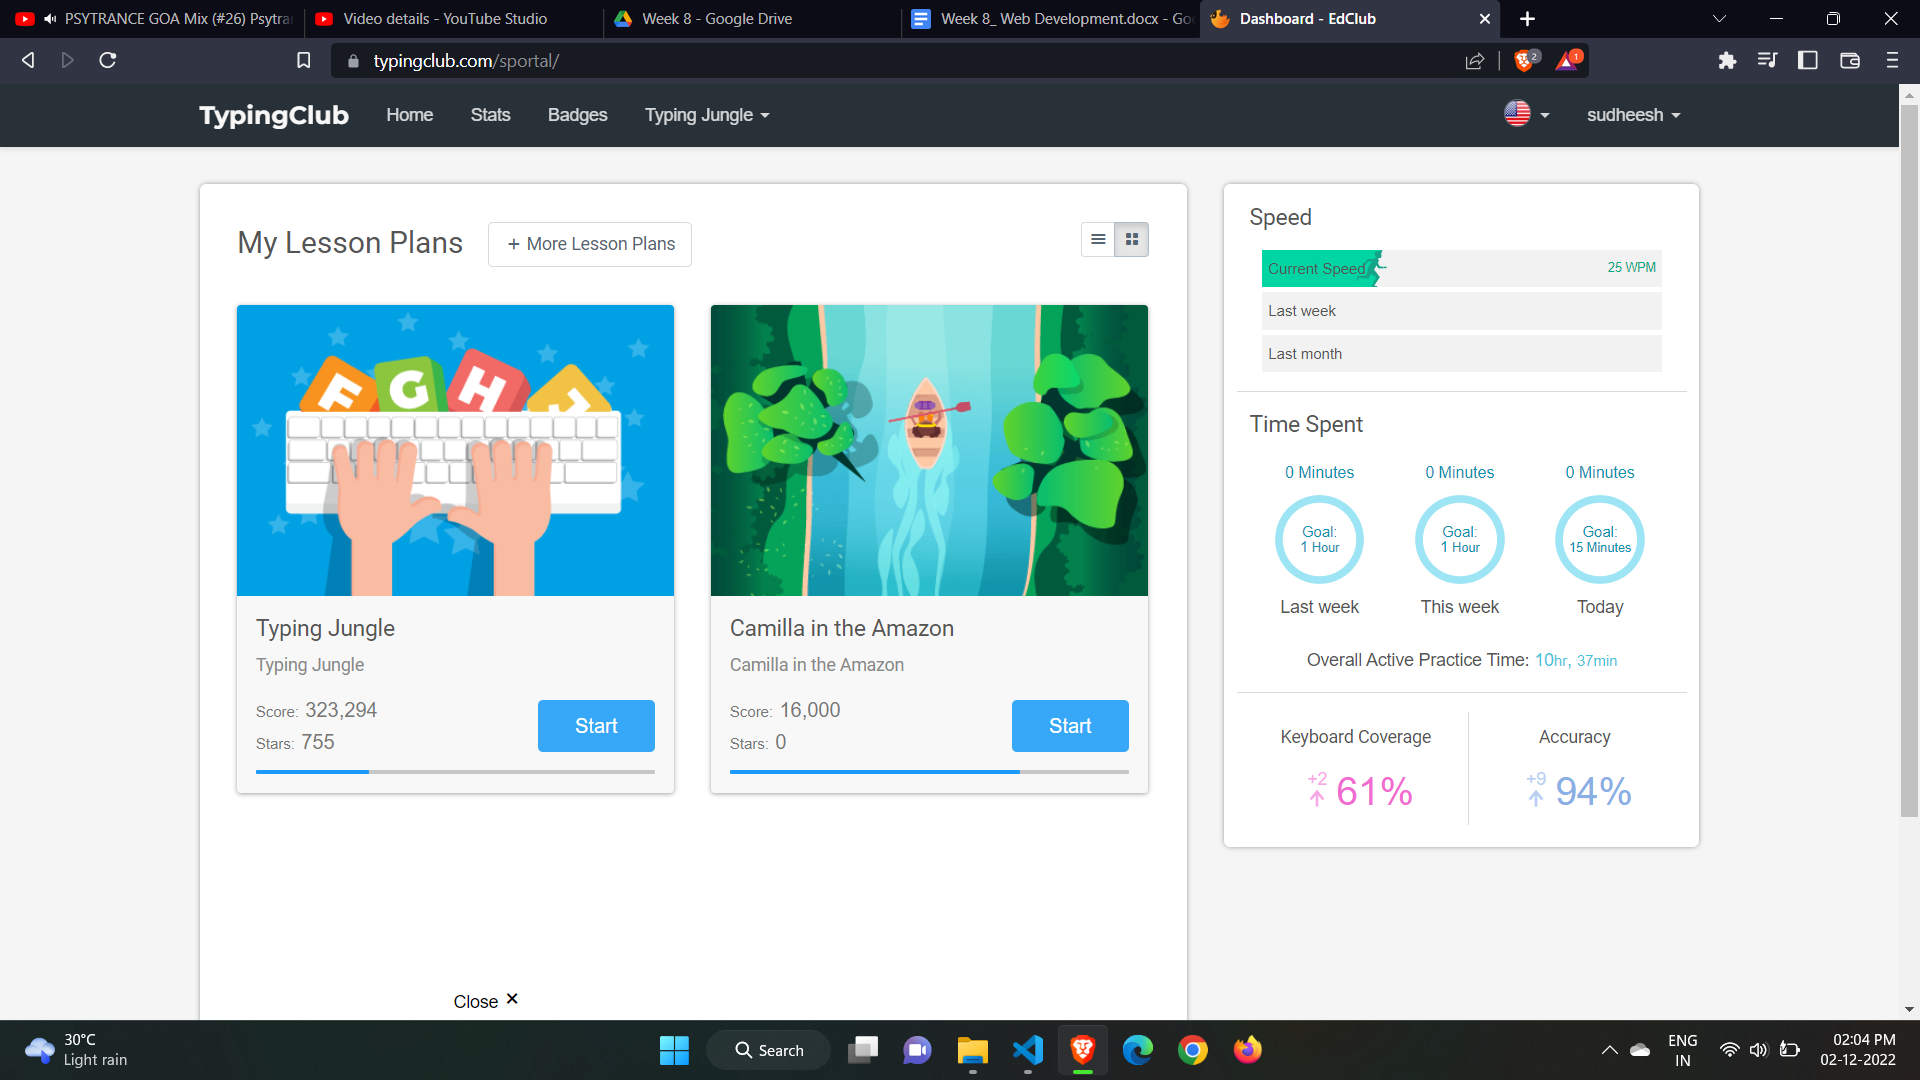 PSYTRANCE GOA Mix (#26) Psytran
Video details - YouTube Studio
Week 8 - Google Drive
Week 8_ Web Development.docx - Goo
Dashboard - EdClub
typingclub.com/sportal/
2
1
TypingClub
Home
Stats
Badges
Typing Jungle
sudheesh
My Lesson Plans
+ More Lesson Plans
F G H J
Typing Jungle
Typing Jungle
Score: 323,294
Stars: 755
Start
Camilla in the Amazon
Camilla in the Amazon
Score: 16,000
Stars: 0
Start
Speed
Current Speed 25 WPM
Last week
Last month
Time Spent
0 Minutes 0 Minutes 0 Minutes
Goal: Goal: Goal:
1 Hour 1 Hour 15 Minutes
Last week This week Today
Overall Active Practice Time: 10hr, 37min
Keyboard Coverage
+2 61%
Accuracy
+9 94%
Close ×
30°C
Light rain
Search
ENG
IN
02:04 PM
02-12-2022